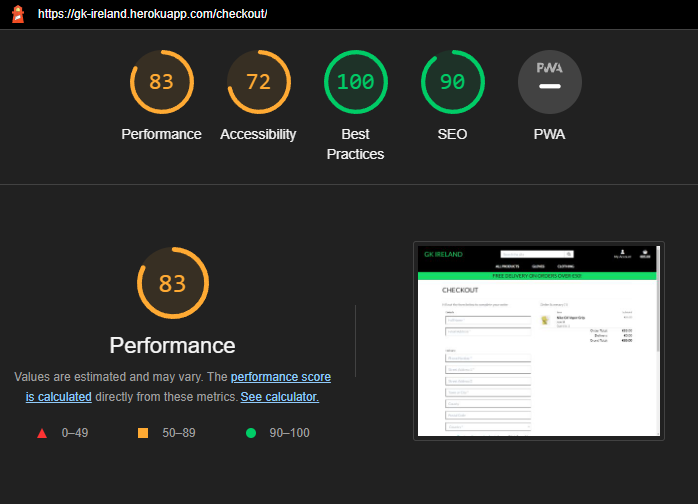 https://gk-ireland.herokuapp.com/checkout/
83
72
100
90
PWA
Performance
Accessibility
Best
Practices
SEO
PWA
83
Performance
Values are estimated and may vary. The performance score
is calculated directly from these metrics. See calculator.
0–49
50–89
90–100
GK IRELAND
My Account
ALL PRODUCTS
GLOVES
CLOTHING
FREE DELIVERY ON ORDERS OVER €50!
CHECKOUT